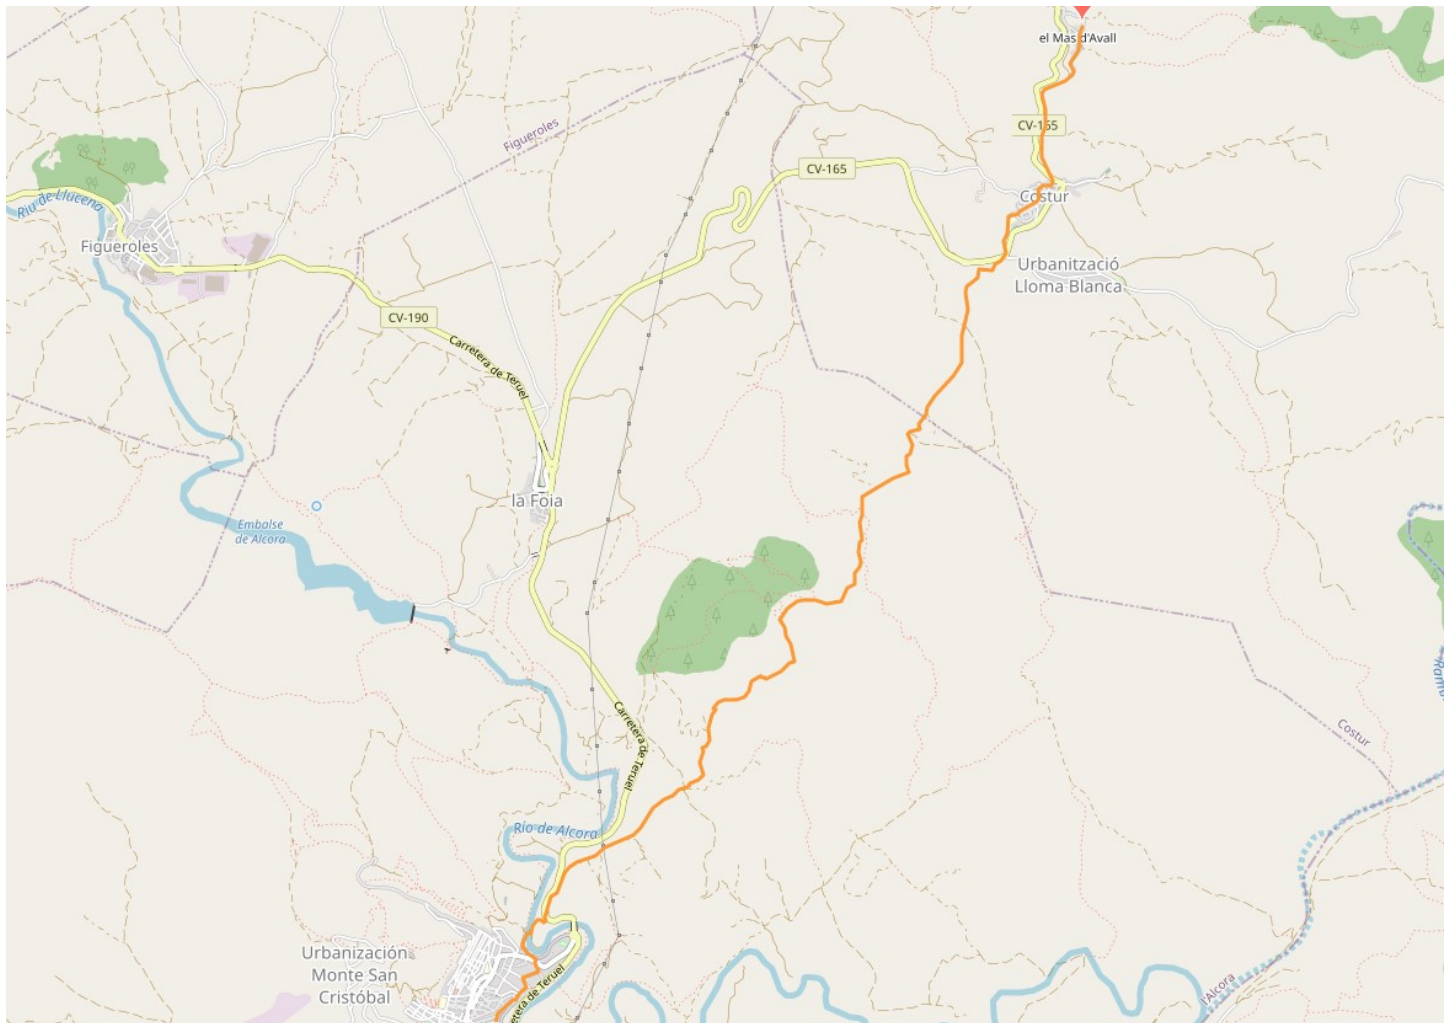 el Mas d'Avall
CV-165
Figueroles
CV-165
Riu de Llucena
Costur
Figueroles
Urbanització
Lloma Blanca
CV-190
Carretera de Teruel
la Foia
Embalse
de Alcora
Carretera de Teruel
Costur
Río de Alcora
Urbanización
Monte San
Cristóbal
de Teruel
l'Alcora